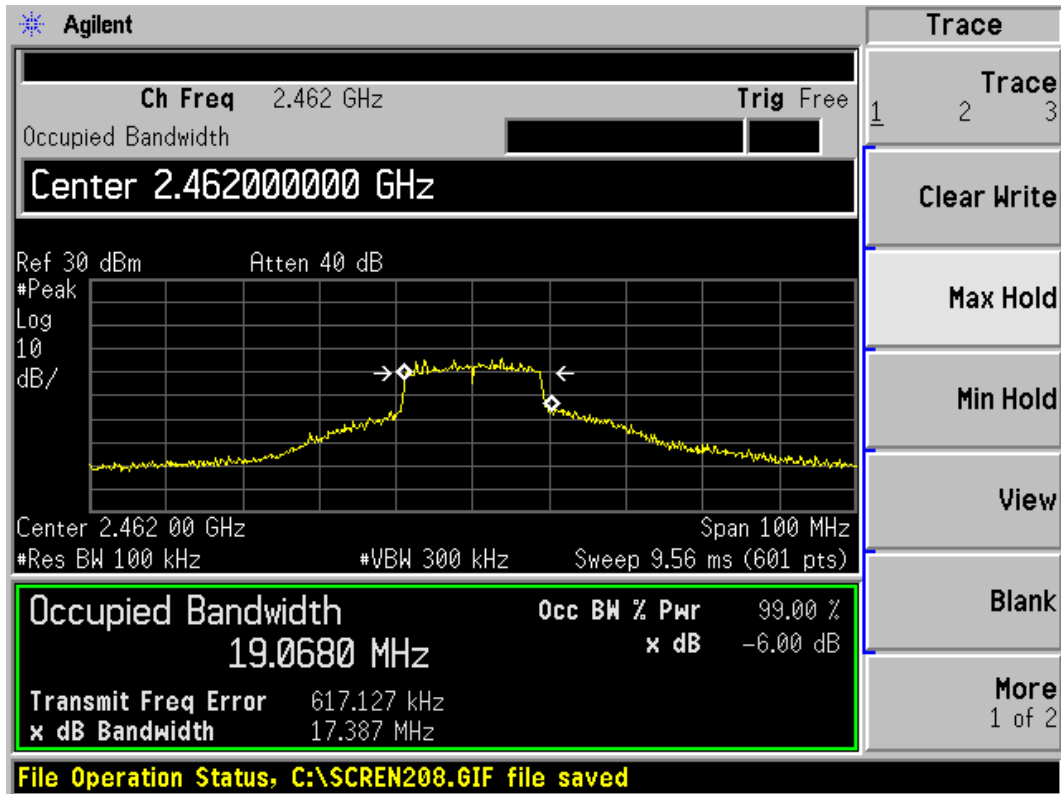 Agilent
Trace
Ch Freq 2.462 GHz Trig Free
Occupied Bandwidth
Center 2.462000000 GHz
Ref 30 dBm Atten 40 dB
#Peak
Log
10
dB/
Center 2.462 00 GHz Span 100 MHz
#Res BW 100 kHz #VBW 300 kHz Sweep 9.56 ms (601 pts)
Occupied Bandwidth
19.0680 MHz
Occ BW % Pwr 99.00 %
x dB -6.00 dB
Transmit Freq Error 617.127 kHz
x dB Bandwidth 17.387 MHz
File Operation Status, C:\SCREN208.GIF file saved
Trace
1 2 3
Clear Write
Max Hold
Min Hold
View
Blank
More
1 of 2